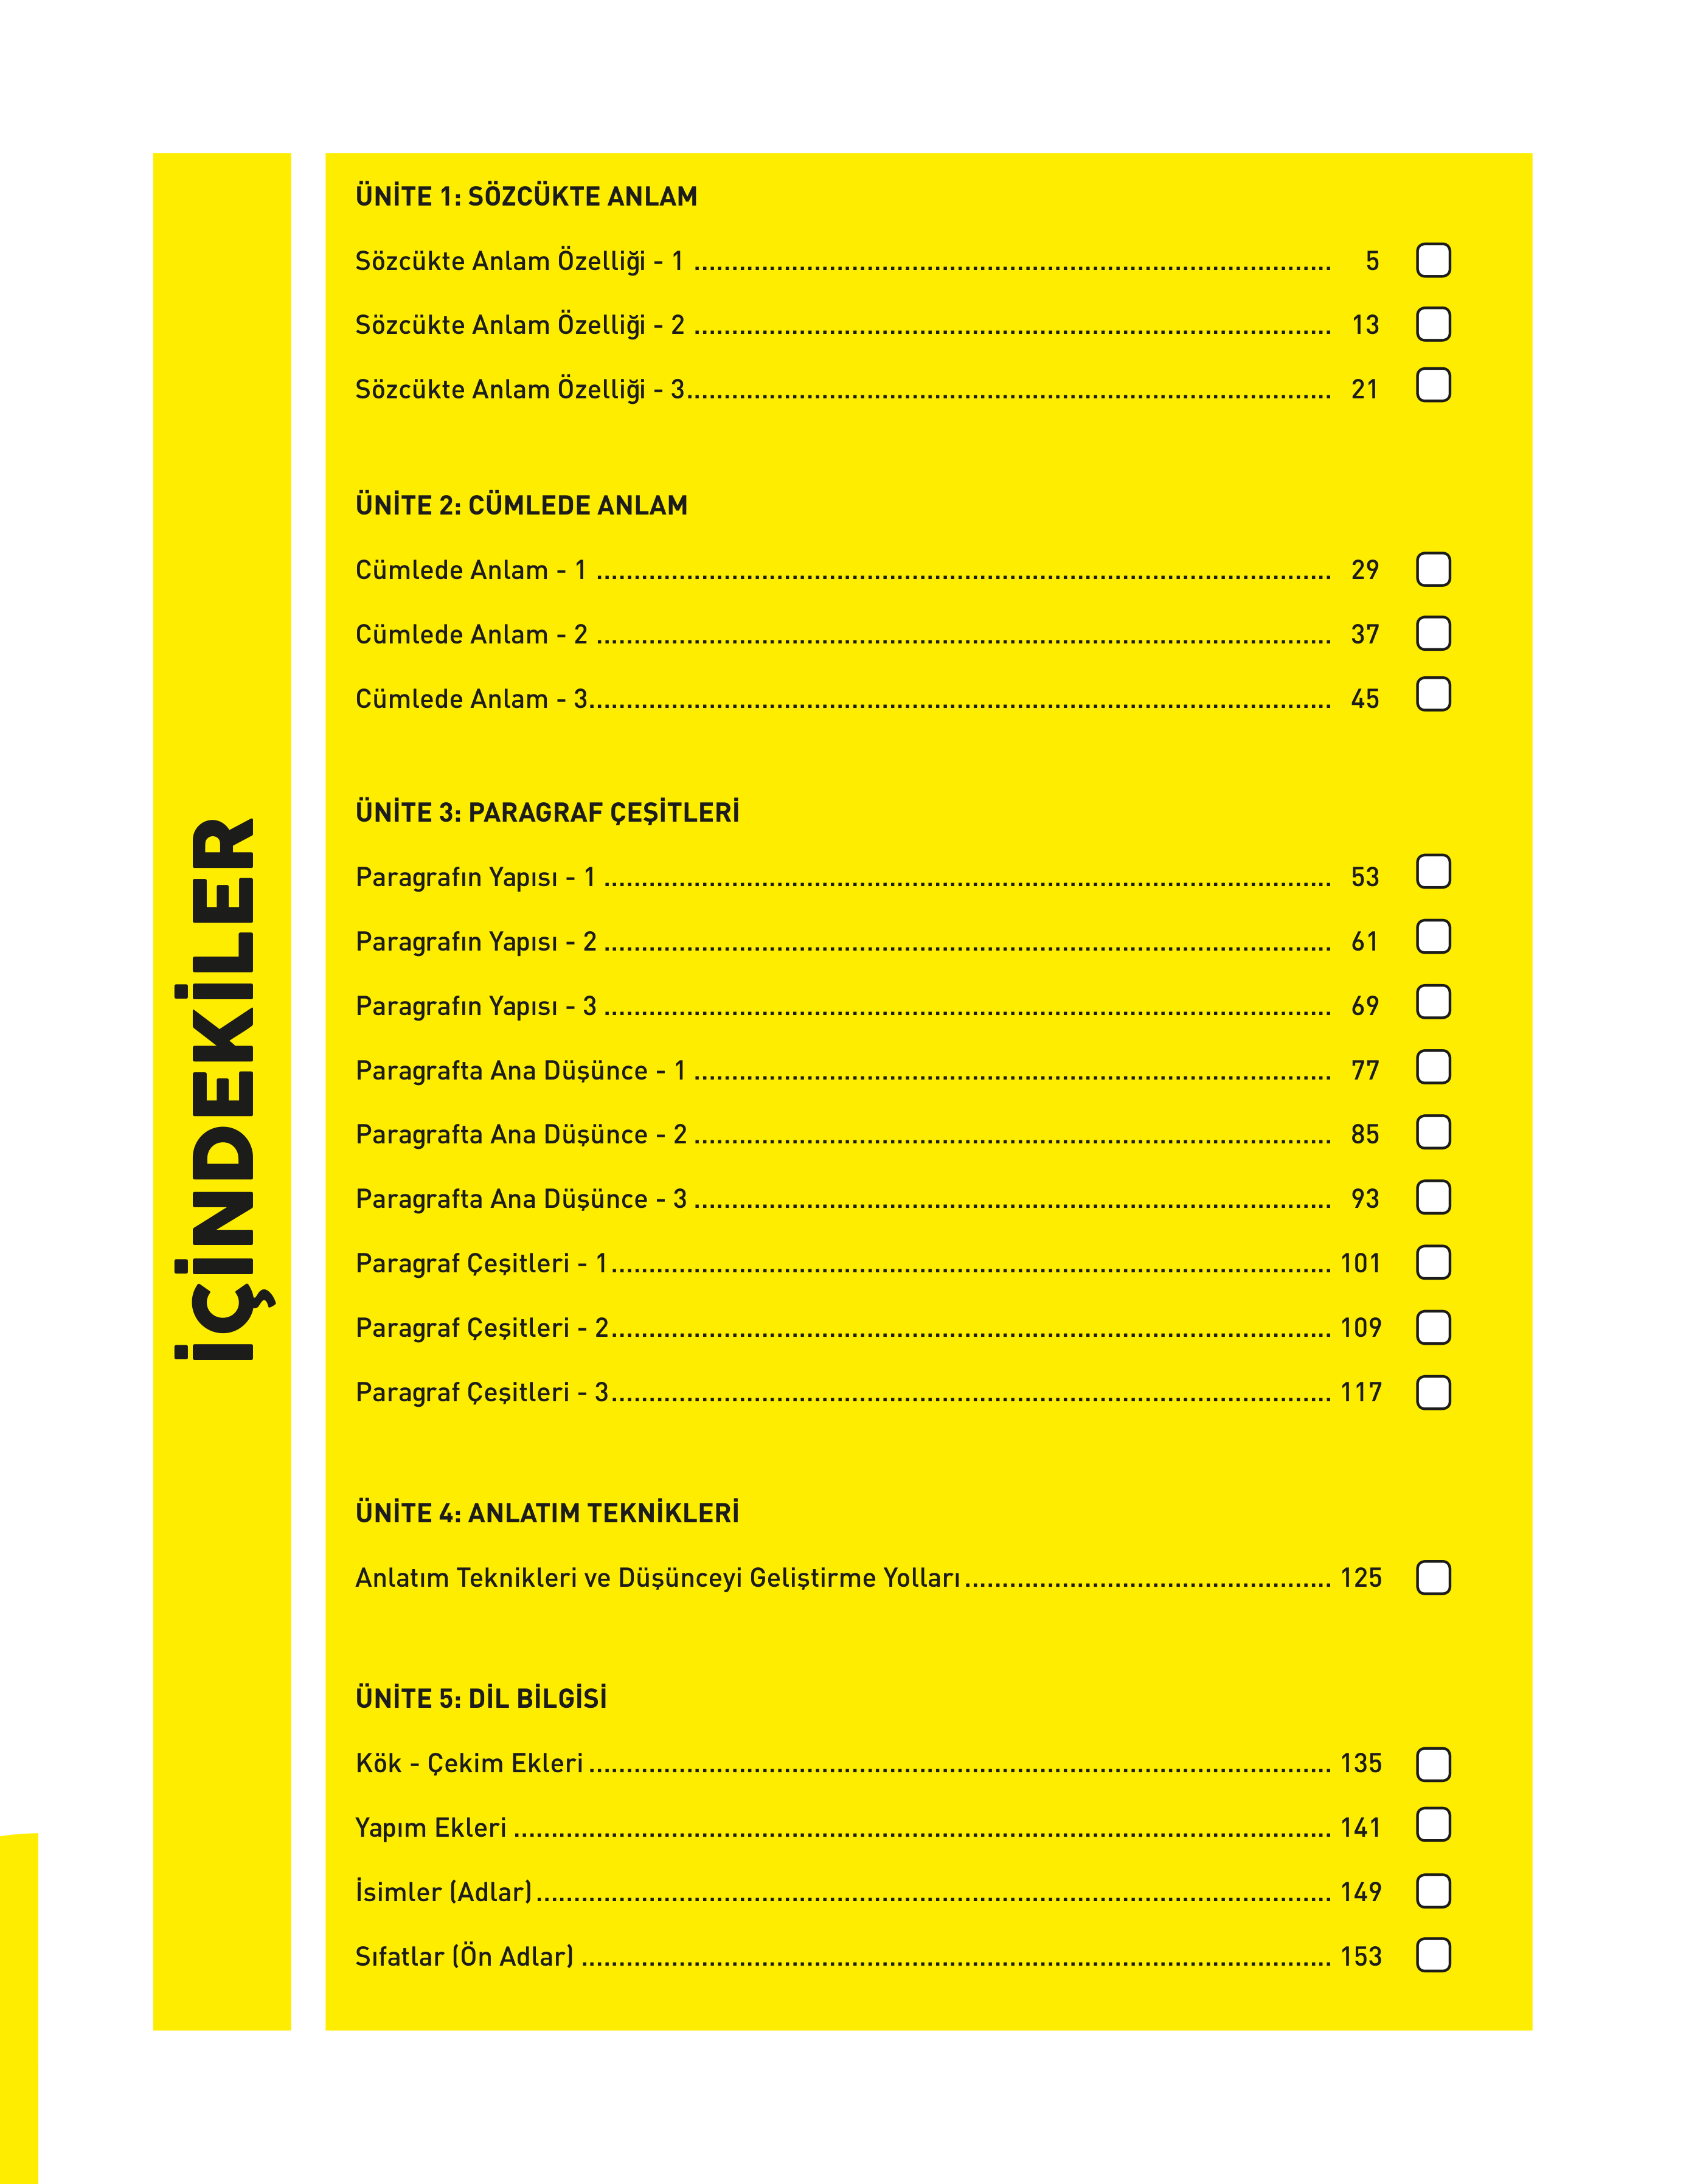 İÇİNDEKİLER
ÜNİTE 1: SÖZCÜKTE ANLAM
Sözcükte Anlam Özelliği - 1 ..................................................................................... 5
Sözcükte Anlam Özelliği - 2 ..................................................................................... 13
Sözcükte Anlam Özelliği - 3...................................................................................... 21
ÜNİTE 2: CÜMLEDE ANLAM
Cümlede Anlam - 1 .................................................................................................. 29
Cümlede Anlam - 2 .................................................................................................. 37
Cümlede Anlam - 3................................................................................................... 45
ÜNİTE 3: PARAGRAF ÇEŞİTLERİ
Paragrafın Yapısı - 1 ................................................................................................. 53
Paragrafın Yapısı - 2 ................................................................................................. 61
Paragrafın Yapısı - 3 ................................................................................................. 69
Paragrafta Ana Düşünce - 1 ..................................................................................... 77
Paragrafta Ana Düşünce - 2 ..................................................................................... 85
Paragrafta Ana Düşünce - 3 ..................................................................................... 93
Paragraf Çeşitleri - 1................................................................................................ 101
Paragraf Çeşitleri - 2................................................................................................ 109
Paragraf Çeşitleri - 3................................................................................................ 117
ÜNİTE 4: ANLATIM TEKNİKLERİ
Anlatım Teknikleri ve Düşünceyi Geliştirme Yolları................................................. 125
ÜNİTE 5: DİL BİLGİSİ
Kök - Çekim Ekleri ................................................................................................... 135
Yapım Ekleri ............................................................................................................. 141
İsimler (Adlar).......................................................................................................... 149
Sıfatlar (Ön Adlar) .................................................................................................... 153